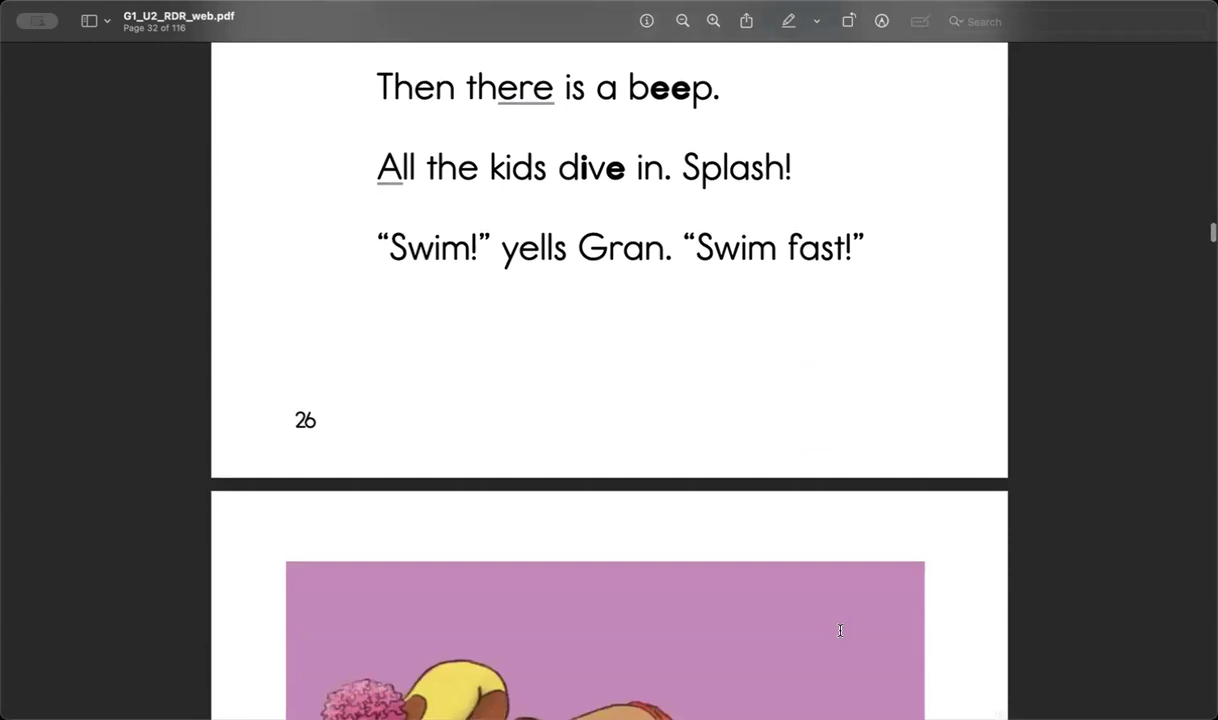 G1_U2_RDR_web.pdf
Page 32 of 116
Search
Then there is a beep.
All the kids dive in. Splash!
“Swim!” yells Gran. “Swim fast!”
26